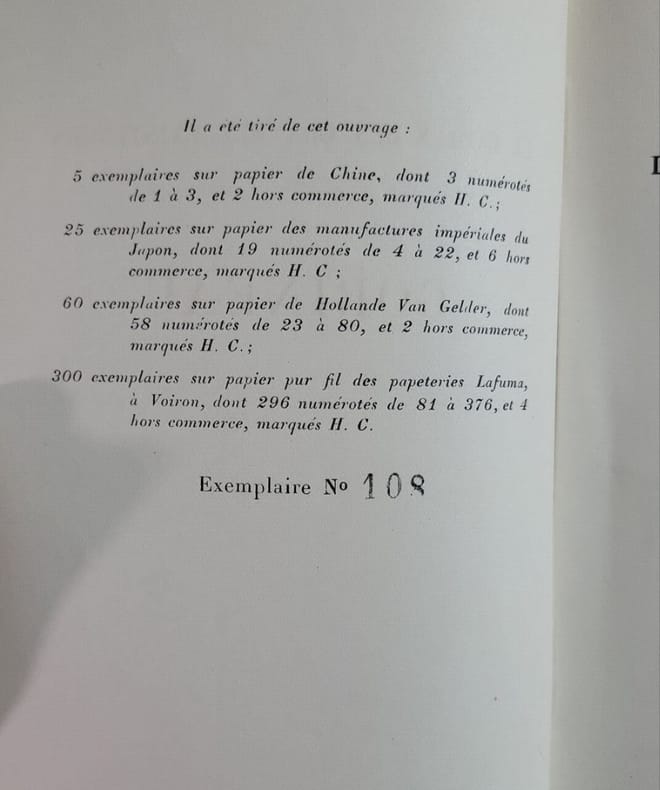 Il a été tiré de cet ouvrage :
5 exemplaires sur papier de Chine, dont 3 numérotés
de 1 à 3, et 2 hors commerce, marqués H. C.;
25 exemplaires sur papier des manufactures impériales du
Japon, dont 19 numérotés de 4 à 22, et 6 hors
commerce, marqués H. C ;
60 exemplaires sur papier de Hollande Van Gelder, dont
58 numérotés de 23 à 80, et 2 hors commerce,
marqués H. C.;
300 exemplaires sur papier pur fil des papeteries Lafuma,
à Voiron, dont 296 numérotés de 81 à 376, et 4
hors commerce, marqués H. C.
Exemplaire No 108